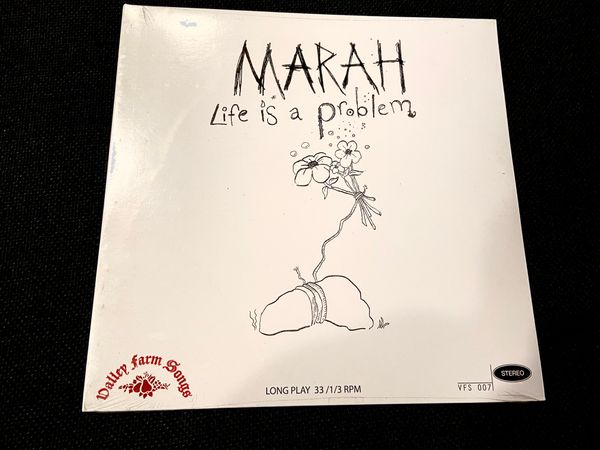 MARAH
Life is a problem
Valley Farm Songs
LONG PLAY 33 /1/3 RPM
STEREO
VFS 007